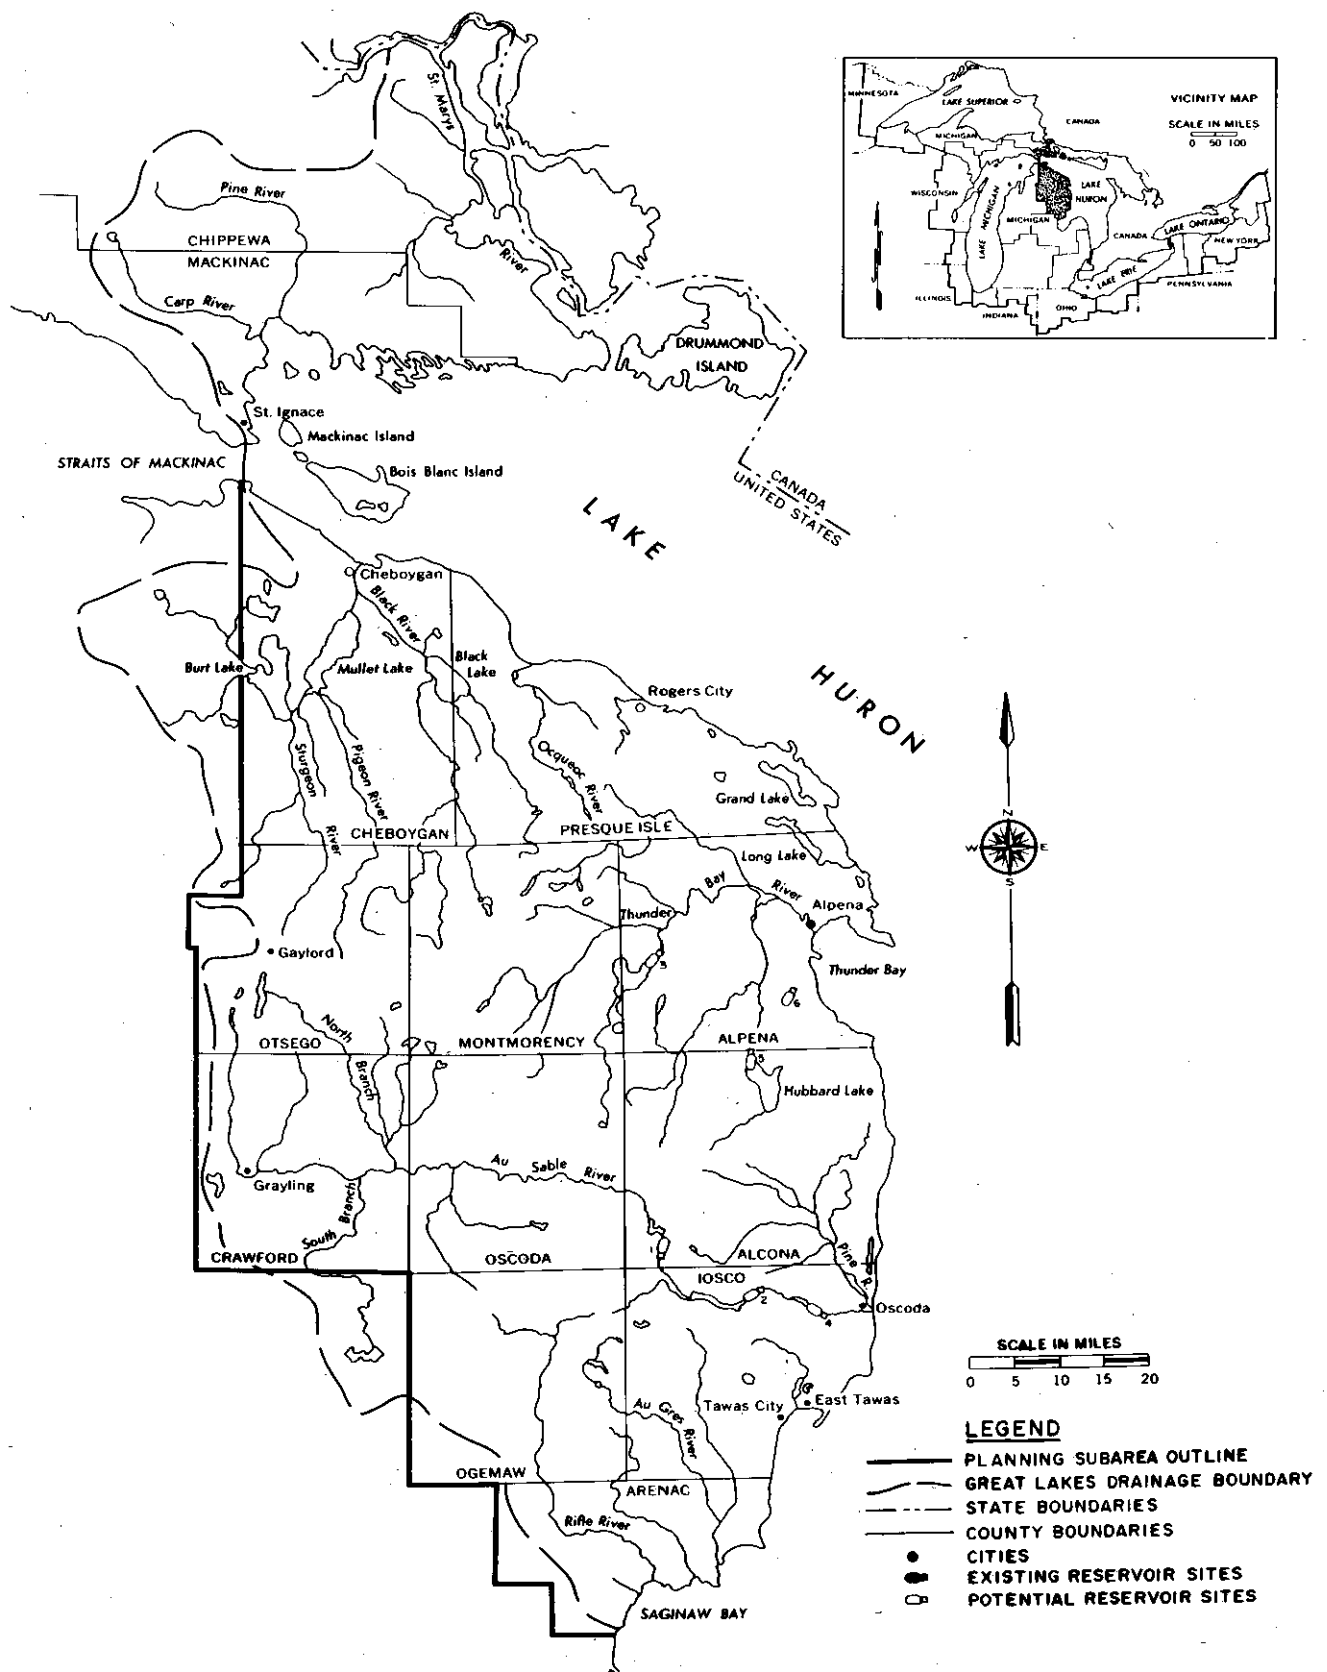 St. Marys
River
Pine River
CHIPPEWA
MACKINAC
Carp River
DRUMMOND
ISLAND
St. Ignace
Mackinac Island
STRAITS OF MACKINAC
Bois Blanc Island
CANADA
UNITED STATES
LAKE
HURON
VICINITY MAP
SCALE IN MILES
0 50 100
MINNESOTA
LAKE SUPERIOR
CANADA
MICHIGAN
WISCONSIN
LAKE MICHIGAN
MICHIGAN
LAKE
HURON
CANADA
LAKE ONTARIO
NEW YORK
LAKE ERIE
PENNSYLVANIA
ILLINOIS
INDIANA
OHIO
Cheboygan
Black River
Burt Lake
Mullet Lake
Black
Lake
Rogers City
Sturgeon
River
Pigeon River
Ocqueoc
River
Grand Lake
CHEBOYGAN
PRESQUE ISLE
Long Lake
Thunder
Bay
River
Alpena
Gaylord
3
Thunder Bay
6
North
Branch
OTSEGO
MONTMORENCY
ALPENA
5
Hubbard Lake
Au
Sable
River
Grayling
South Branch
CRAWFORD
OSCODA
1
ALCONA
IOSCO
Pine R.
2
4
Oscoda
N
W
E
S
SCALE IN MILES
0 5 10 15 20
Tawas City
East Tawas
Au Gres
River
OGEMAW
ARENAC
Rifle River
SAGINAW BAY
LEGEND
PLANNING SUBAREA OUTLINE
GREAT LAKES DRAINAGE BOUNDARY
STATE BOUNDARIES
COUNTY BOUNDARIES
CITIES
EXISTING RESERVOIR SITES
POTENTIAL RESERVOIR SITES